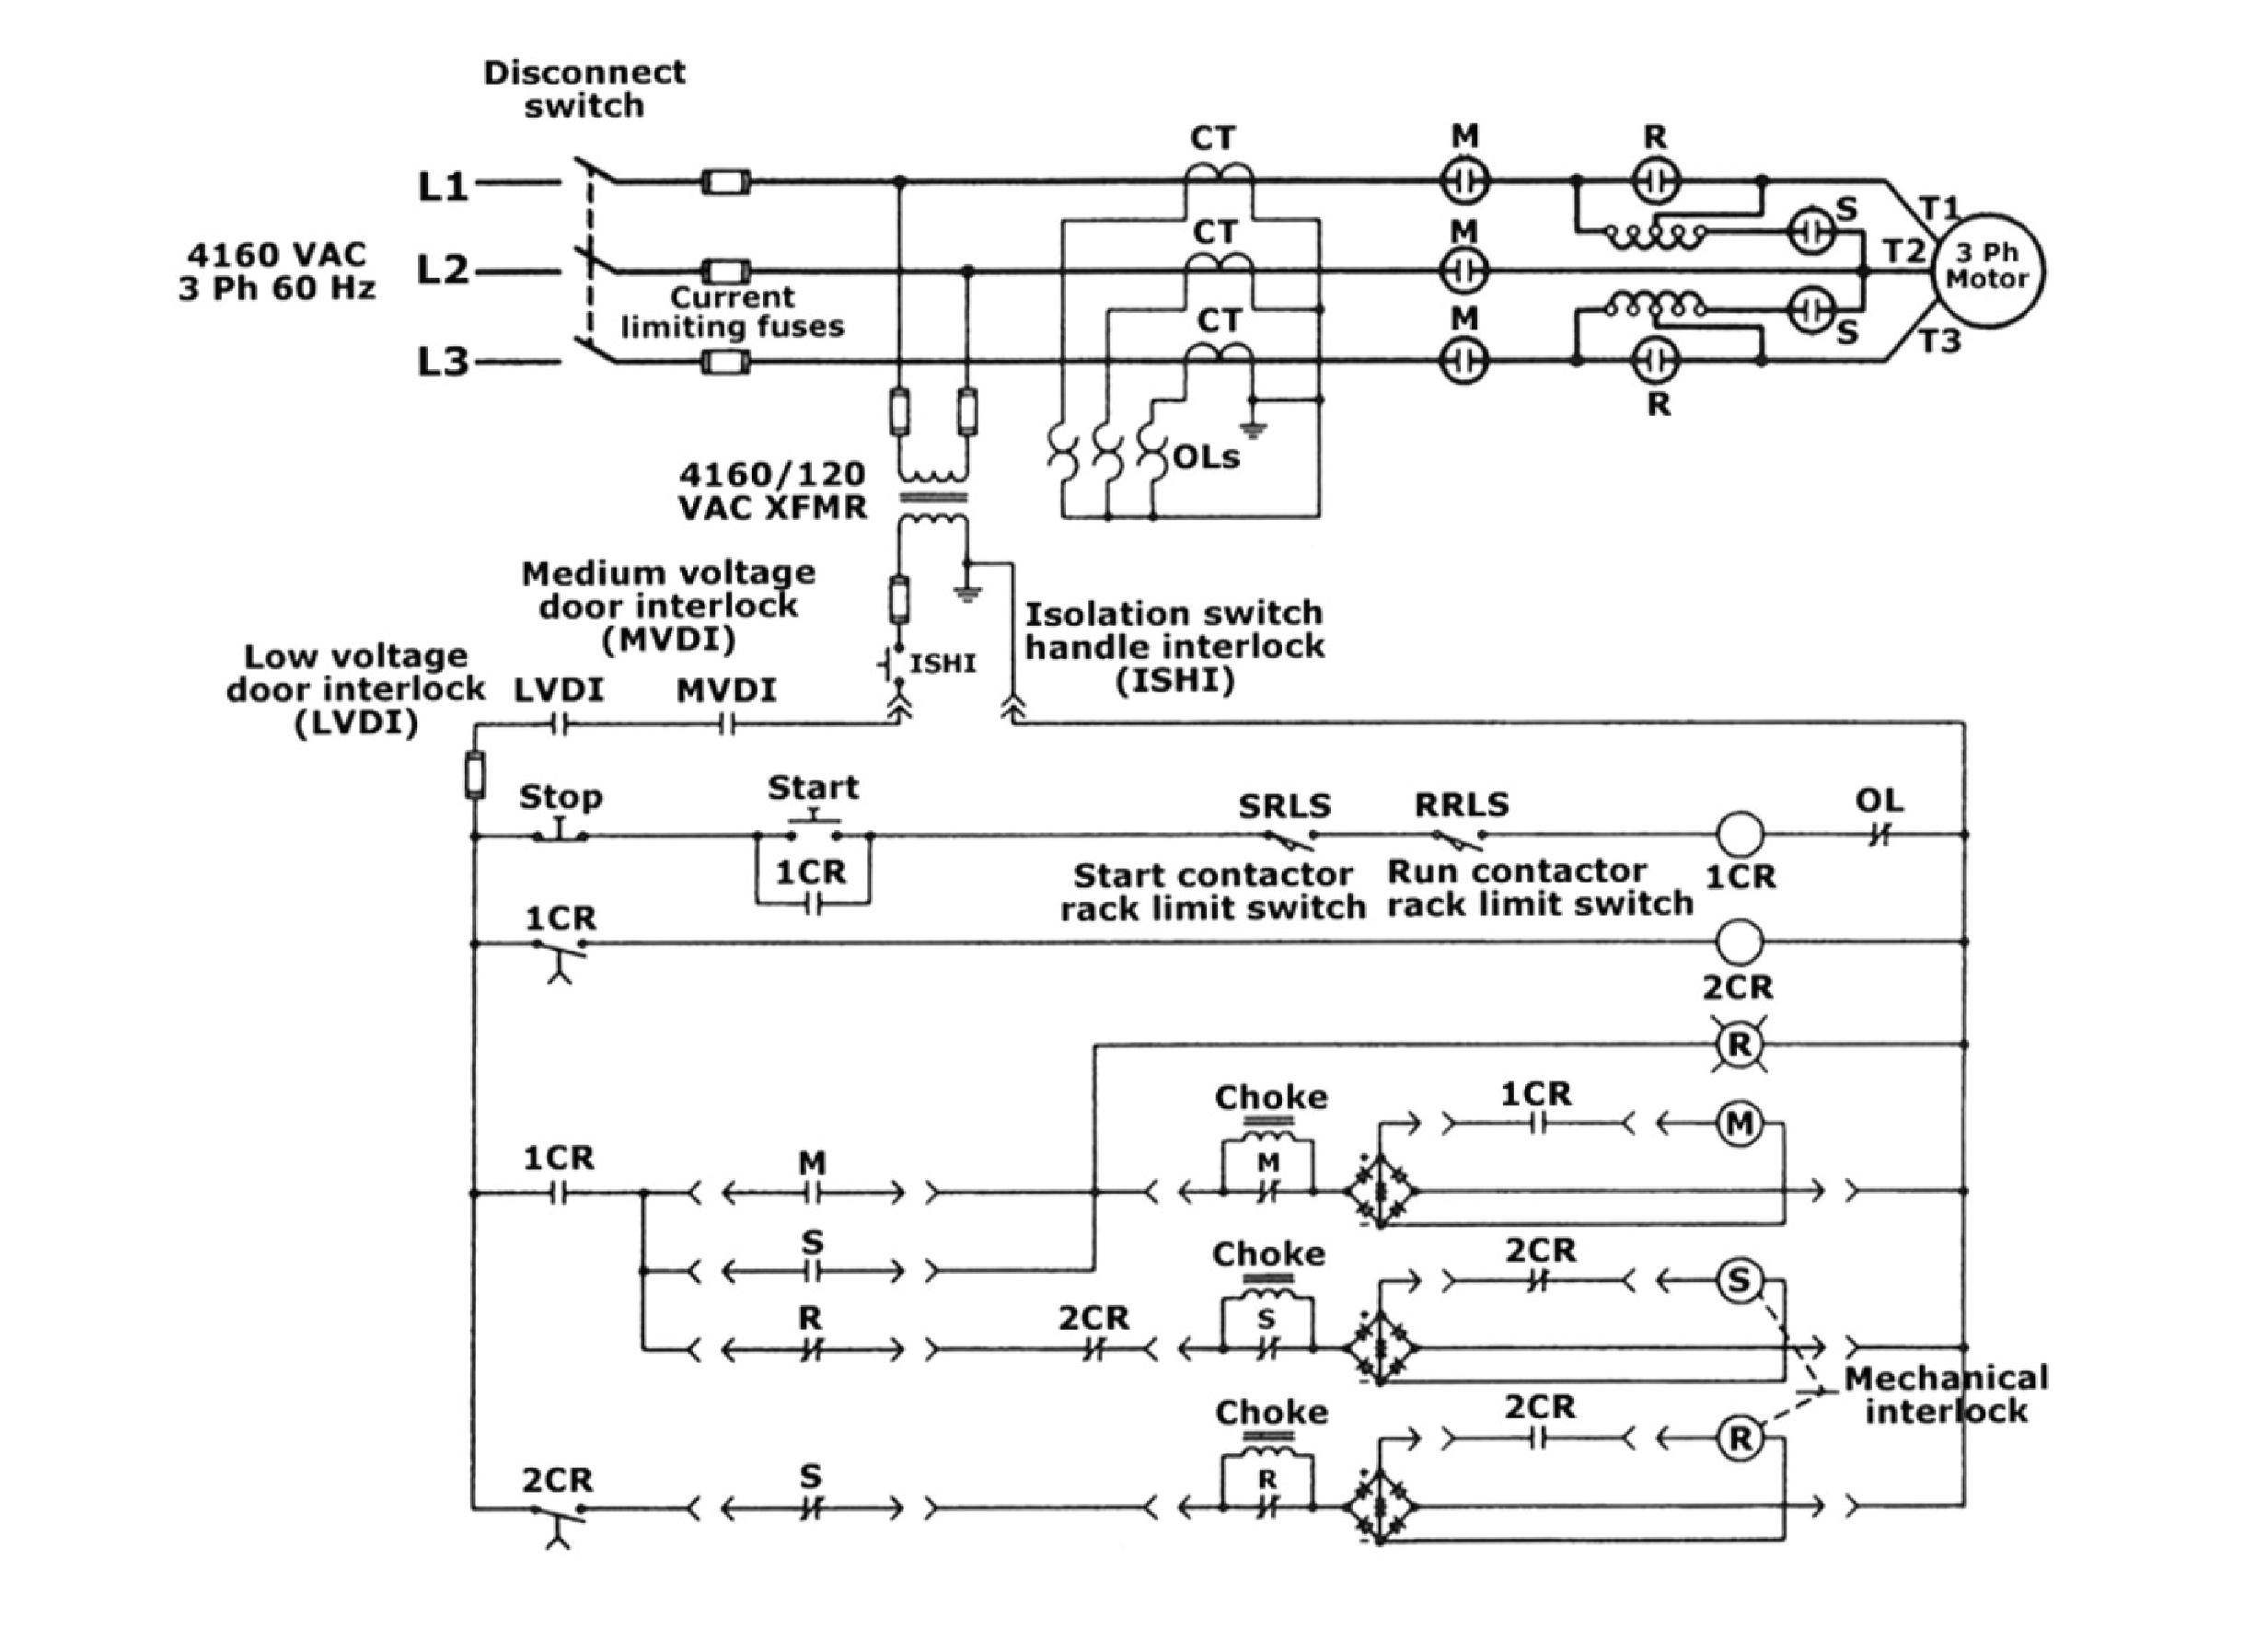 Disconnect
switch
CT
M
R
L1
T1
S
4160 VAC
3 Ph 60 Hz
L2
CT
M
T2
3 Ph
Motor
Current
limiting fuses
CT
M
S
T3
L3
R
OLs
4160/120
VAC XFMR
Medium voltage
door interlock
(MVDI)
Isolation switch
handle interlock
(ISHI)
ISHI
Low voltage
door interlock
(LVDI)
LVDI
MVDI
Stop
Start
SRLS
RRLS
OL
1CR
Start contactor
rack limit switch
Run contactor
rack limit switch
1CR
1CR
2CR
R
Choke
1CR
M
1CR
M
M
+
-
S
Choke
2CR
S
R
2CR
S
+
-
Mechanical
interlock
Choke
2CR
R
2CR
S
R
+
-